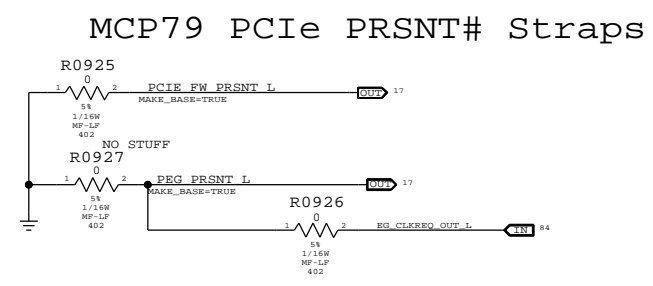 MCP79 PCIe PRSNT# Straps
R0925
0
1 2 PCIE_FW_PRSNT_L OUT 17
MAKE_BASE=TRUE
5%
1/16W
MF-LF
402
NO STUFF
R0927
0
1 2 PEG_PRSNT_L OUT 17
MAKE_BASE=TRUE
5%
1/16W
MF-LF
402
R0926
0
1 2 EG_CLKREQ_OUT_L IN 84
5%
1/16W
MF-LF
402